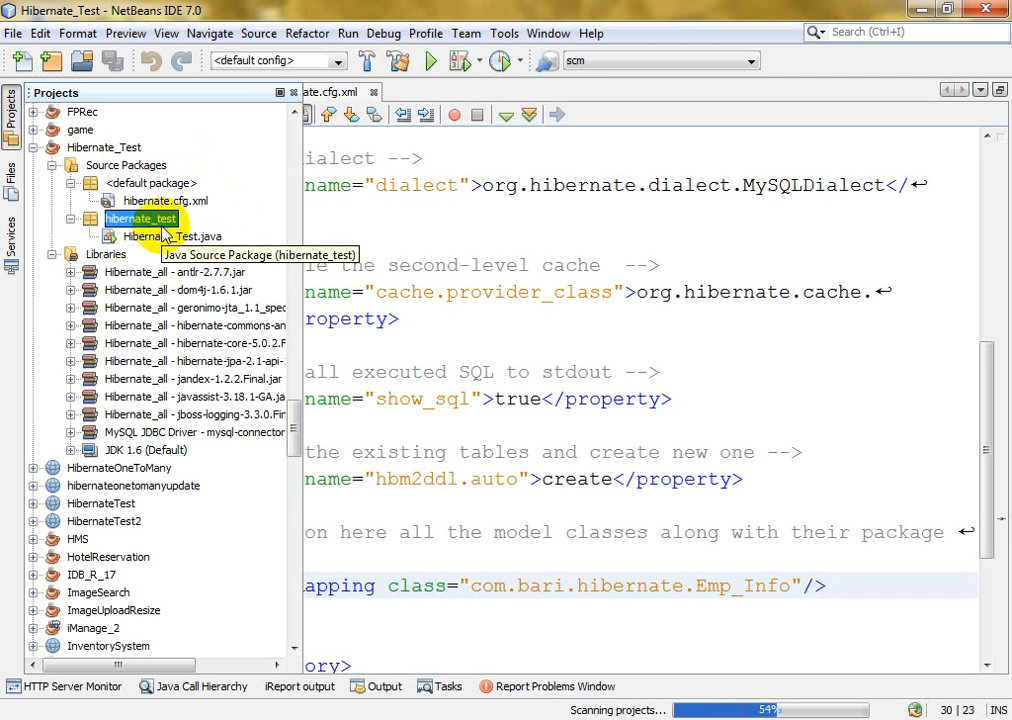 Hibernate_Test - NetBeans IDE 7.0
File Edit Format Preview View Navigate Source Refactor Run Debug Profile Team Tools Window Help
Search (Ctrl+I)
<default config>
scm
Projects
ate.cfg.xml
Projects
Files
Services
FPRec
game
Hibernate_Test
Source Packages
<default package>
hibernate.cfg.xml
hibernate_test
Hibernate_Test.java
Java Source Package (hibernate_test)
Libraries
Hibernate_all - antlr-2.7.7.jar
Hibernate_all - dom4j-1.6.1.jar
Hibernate_all - geronimo-jta_1.1_spec
Hibernate_all - hibernate-commons-an
Hibernate_all - hibernate-core-5.0.2.F
Hibernate_all - hibernate-jpa-2.1-api-
Hibernate_all - jandex-1.2.2.Final.jar
Hibernate_all - javassist-3.18.1-GA.ja
Hibernate_all - jboss-logging-3.3.0.Fin
MySQL JDBC Driver - mysql-connector
JDK 1.6 (Default)
HibernateOneToMany
hibernateonetomanyupdate
HibernateTest
HibernateTest2
HMS
HotelReservation
IDB_R_17
ImageSearch
ImageUploadResize
iManage_2
InventorySystem
ialect -->
name="dialect">org.hibernate.dialect.MySQLDialect</
le the second-level cache -->
name="cache.provider_class">org.hibernate.cache.
roperty>
all executed SQL to stdout -->
name="show_sql">true</property>
the existing tables and create new one -->
name="hbm2ddl.auto">create</property>
on here all the model classes along with their package
apping class="com.bari.hibernate.Emp_Info"/>
ory>
HTTP Server Monitor Java Call Hierarchy iReport output Output Tasks Report Problems Window
Scanning projects... 54% 30 | 23 INS